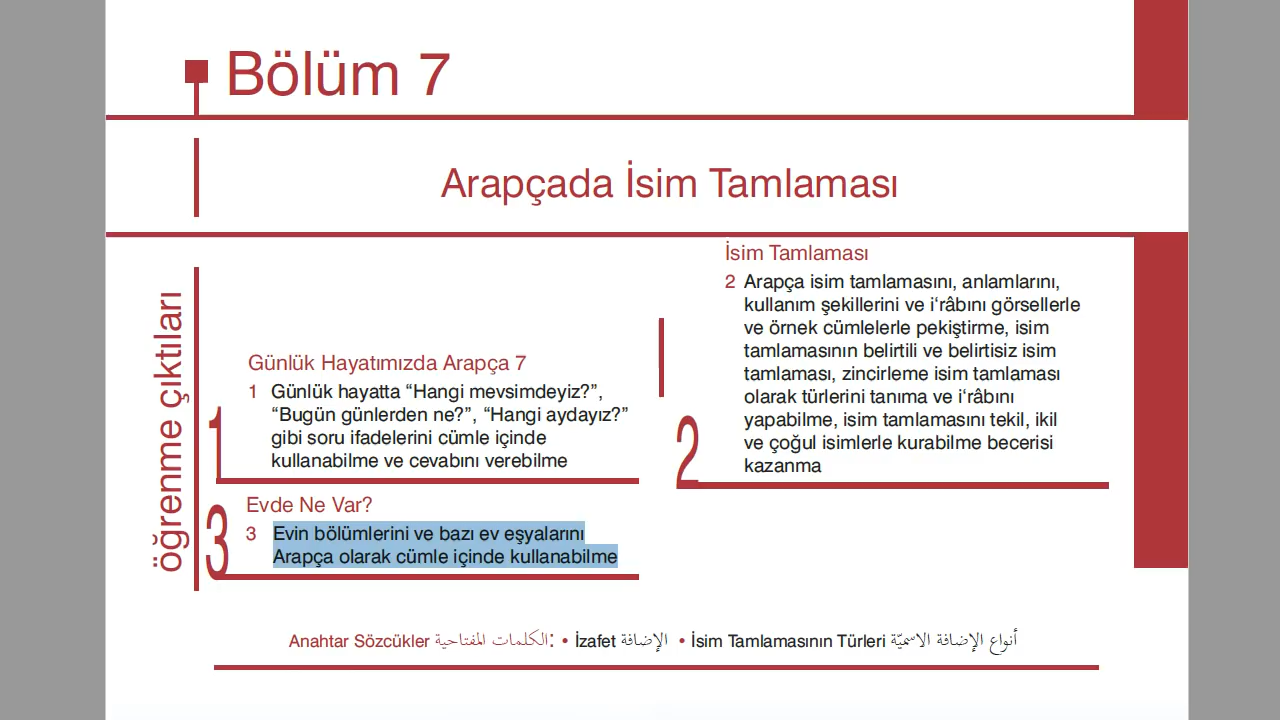 Bölüm 7
Arapçada İsim Tamlaması
öğrenme çıktıları
1
Günlük Hayatımızda Arapça 7
1 Günlük hayatta “Hangi mevsimdeyiz?”,
“Bugün günlerden ne?”, “Hangi aydayız?”
gibi soru ifadelerini cümle içinde
kullanabilme ve cevabını verebilme
2
İsim Tamlaması
2 Arapça isim tamlamasını, anlamlarını,
kullanım şekillerini ve i‘râbını görsellerle
ve örnek cümlelerle pekiştirme, isim
tamlamasının belirtili ve belirtisiz isim
tamlaması, zincirleme isim tamlaması
olarak türlerini tanıma ve i‘râbını
yapabilme, isim tamlamasını tekil, ikil
ve çoğul isimlerle kurabilme becerisi
kazanma
3
Evde Ne Var?
3 Evin bölümlerini ve bazı ev eşyalarını
Arapça olarak cümle içinde kullanabilme
Anahtar Sözcükler الكلمات المفتاحية: • İzafet الإضافة • İsim Tamlamasının Türleri أنواع الإضافة الاسميّة